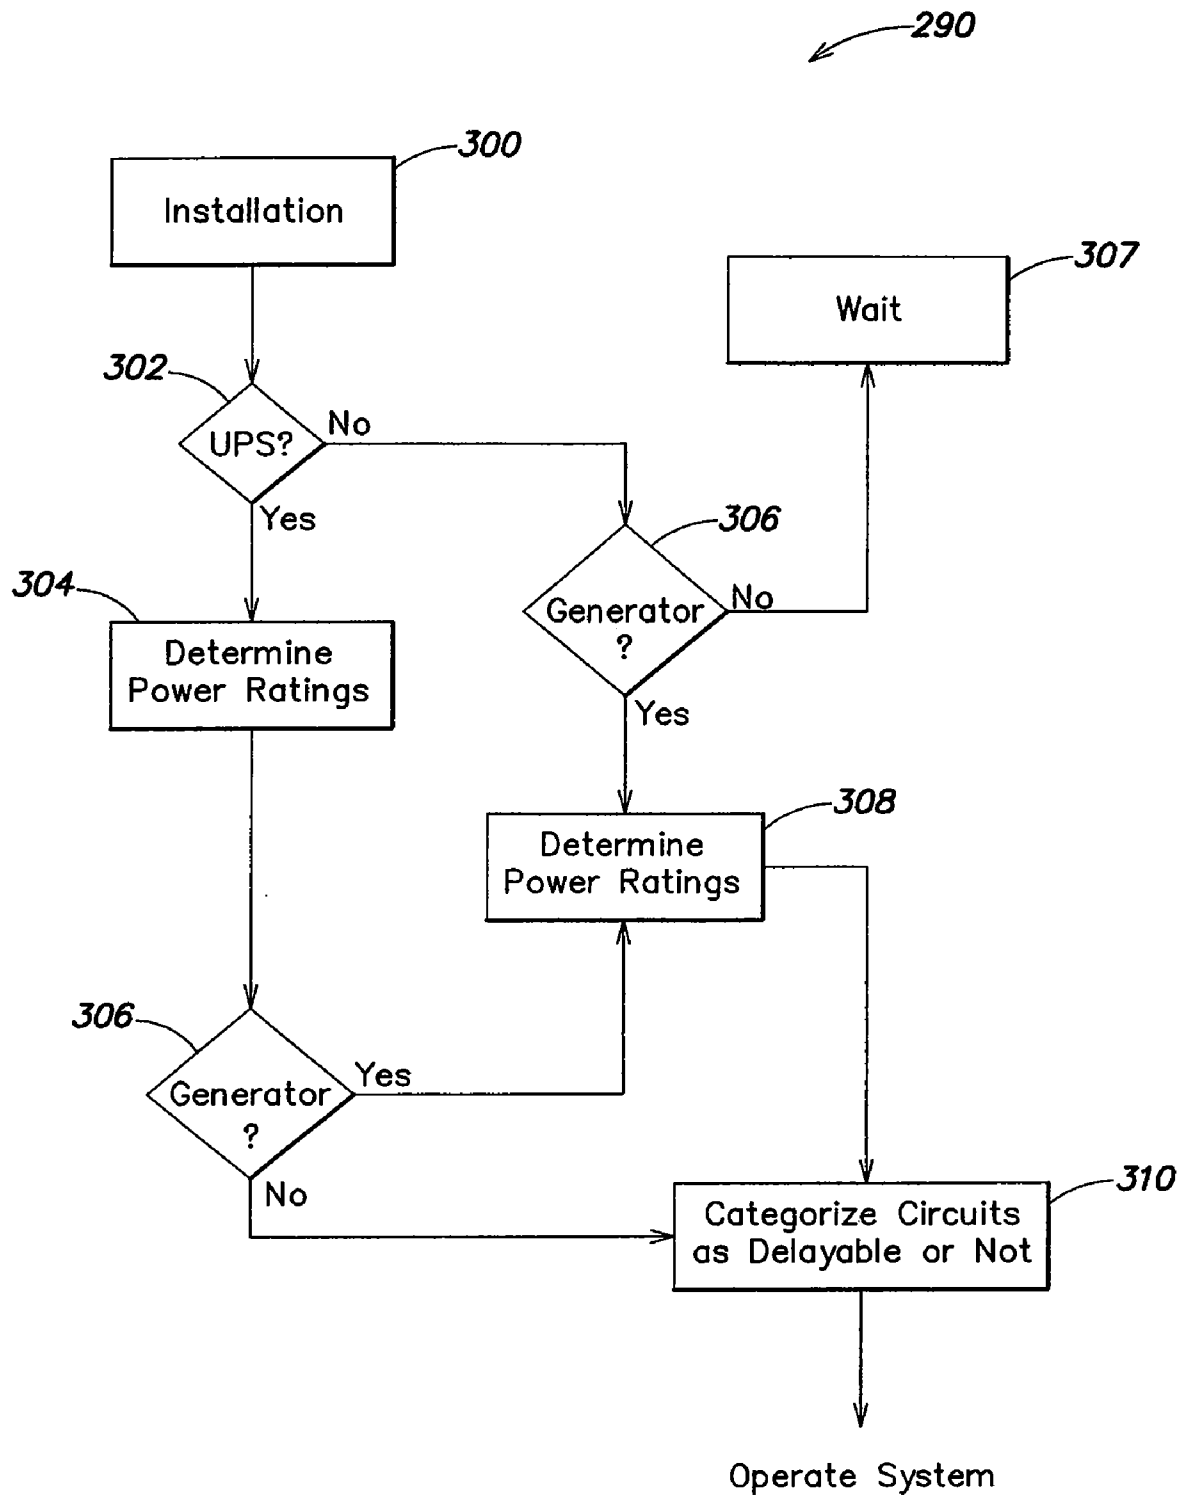 290
300
Installation
307
Wait
302
UPS?
No
Yes
306
Generator
?
No
Yes
304
Determine
Power Ratings
308
Determine
Power Ratings
306
Generator
?
Yes
No
310
Categorize Circuits
as Delayable or Not
Operate System